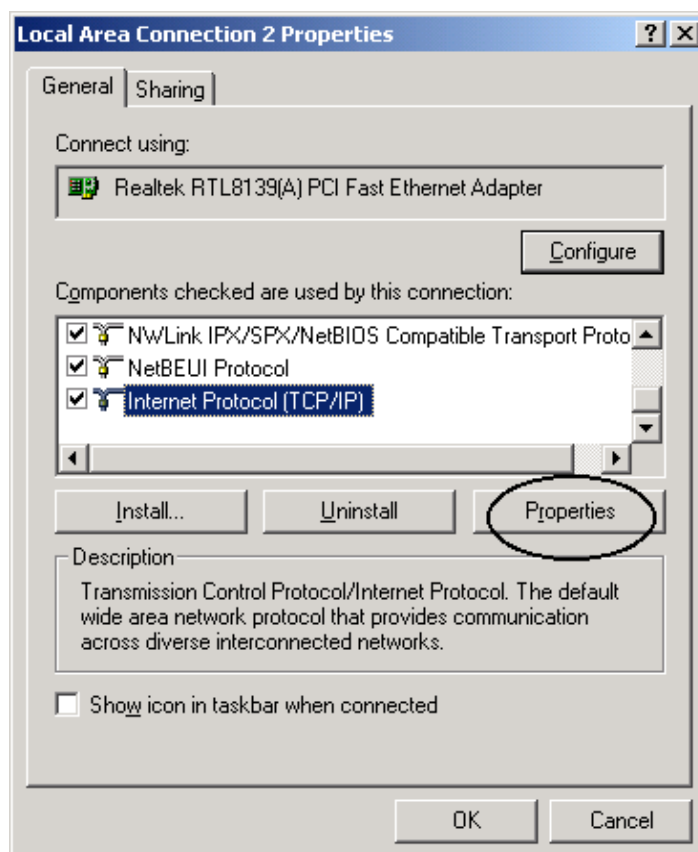 Local Area Connection 2 Properties
General Sharing
Connect using:
Realtek RTL8139(A) PCI Fast Ethernet Adapter
Configure
Components checked are used by this connection:
NWLink IPX/SPX/NetBIOS Compatible Transport Proto
NetBEUI Protocol
Internet Protocol (TCP/IP)
Install... Uninstall Properties
Description
Transmission Control Protocol/Internet Protocol. The default
wide area network protocol that provides communication
across diverse interconnected networks.
Show icon in taskbar when connected
OK Cancel